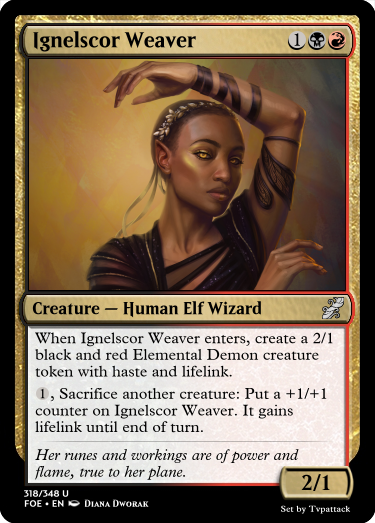 Ignelscor Weaver 1
Creature — Human Elf Wizard
When Ignelscor Weaver enters, create a 2/1
black and red Elemental Demon creature
token with haste and lifelink.
1, Sacrifice another creature: Put a +1/+1
counter on Ignelscor Weaver. It gains
lifelink until end of turn.
Her runes and workings are of power and
flame, true to her plane.
2/1
318/348 U
FOE • EN Diana Dworak
Set by Tvpattack